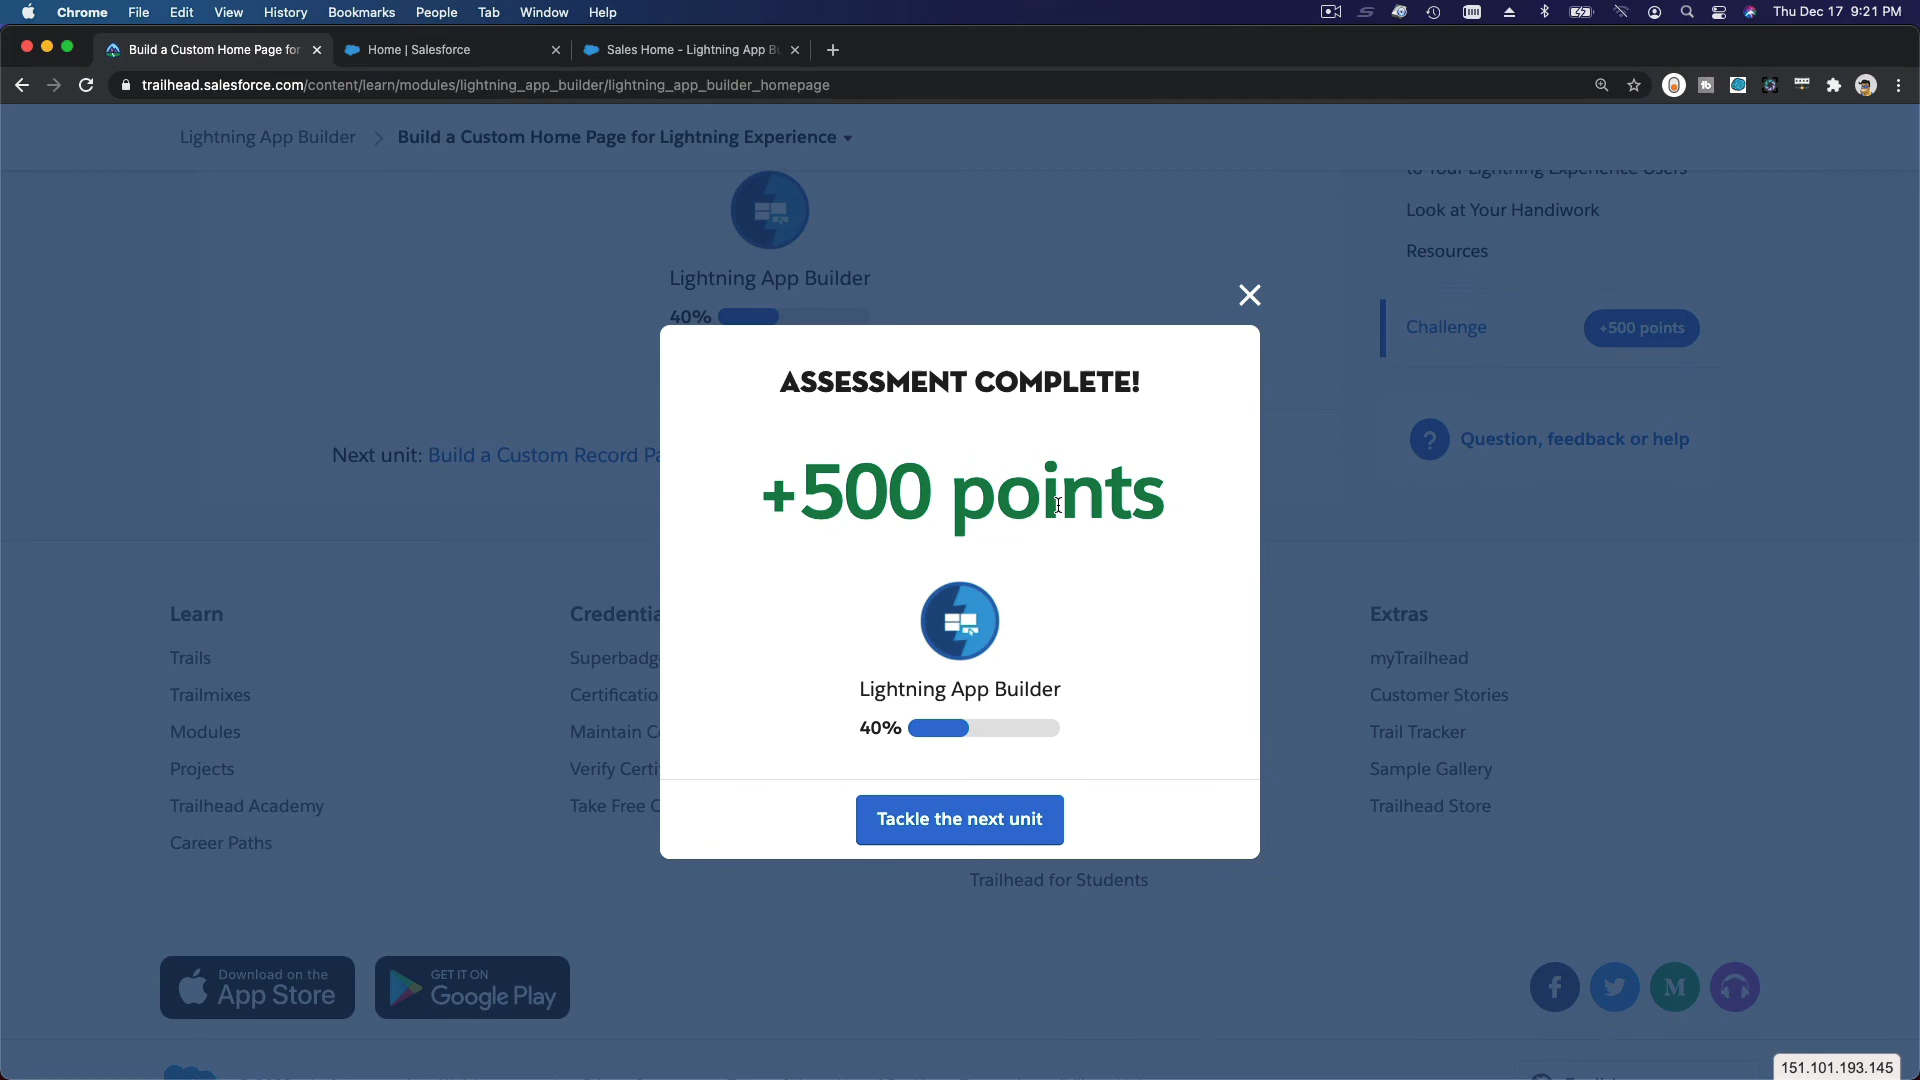 Chrome File Edit View History Bookmarks People Tab Window Help
Thu Dec 17 9:21 PM
Build a Custom Home Page for
Home | Salesforce
Sales Home - Lightning App Bu
trailhead.salesforce.com/content/learn/modules/lightning_app_builder/lightning_app_builder_homepage
Lightning App Builder > Build a Custom Home Page for Lightning Experience
to Your Lightning Experience Users
Look at Your Handiwork
Resources
Challenge
+500 points
Question, feedback or help
Lightning App Builder
40%
Next unit: Build a Custom Record Pa
ASSESSMENT COMPLETE!
+500 points
Lightning App Builder
40%
Tackle the next unit
Learn
Trails
Trailmixes
Modules
Projects
Trailhead Academy
Career Paths
Credentia
Superbadg
Certificatio
Maintain C
Verify Certi
Take Free C
Trailhead for Students
Extras
myTrailhead
Customer Stories
Trail Tracker
Sample Gallery
Trailhead Store
Download on the
App Store
GET IT ON
Google Play
151.101.193.145